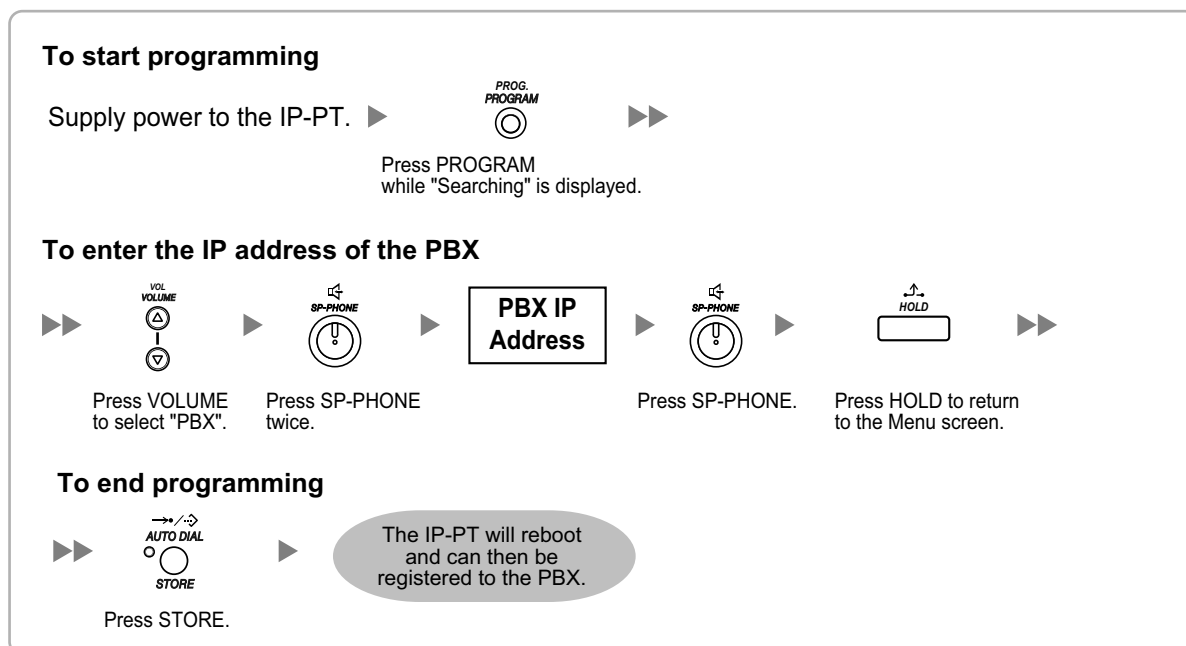 To start programming
Supply power to the IP-PT.
PROG.
PROGRAM
Press PROGRAM
while "Searching" is displayed.
To enter the IP address of the PBX
VOL
VOLUME
Press VOLUME
to select "PBX".
SP-PHONE
Press SP-PHONE
twice.
PBX IP
Address
SP-PHONE
Press SP-PHONE.
HOLD
Press HOLD to return
to the Menu screen.
To end programming
AUTO DIAL
STORE
Press STORE.
The IP-PT will reboot
and can then be
registered to the PBX.